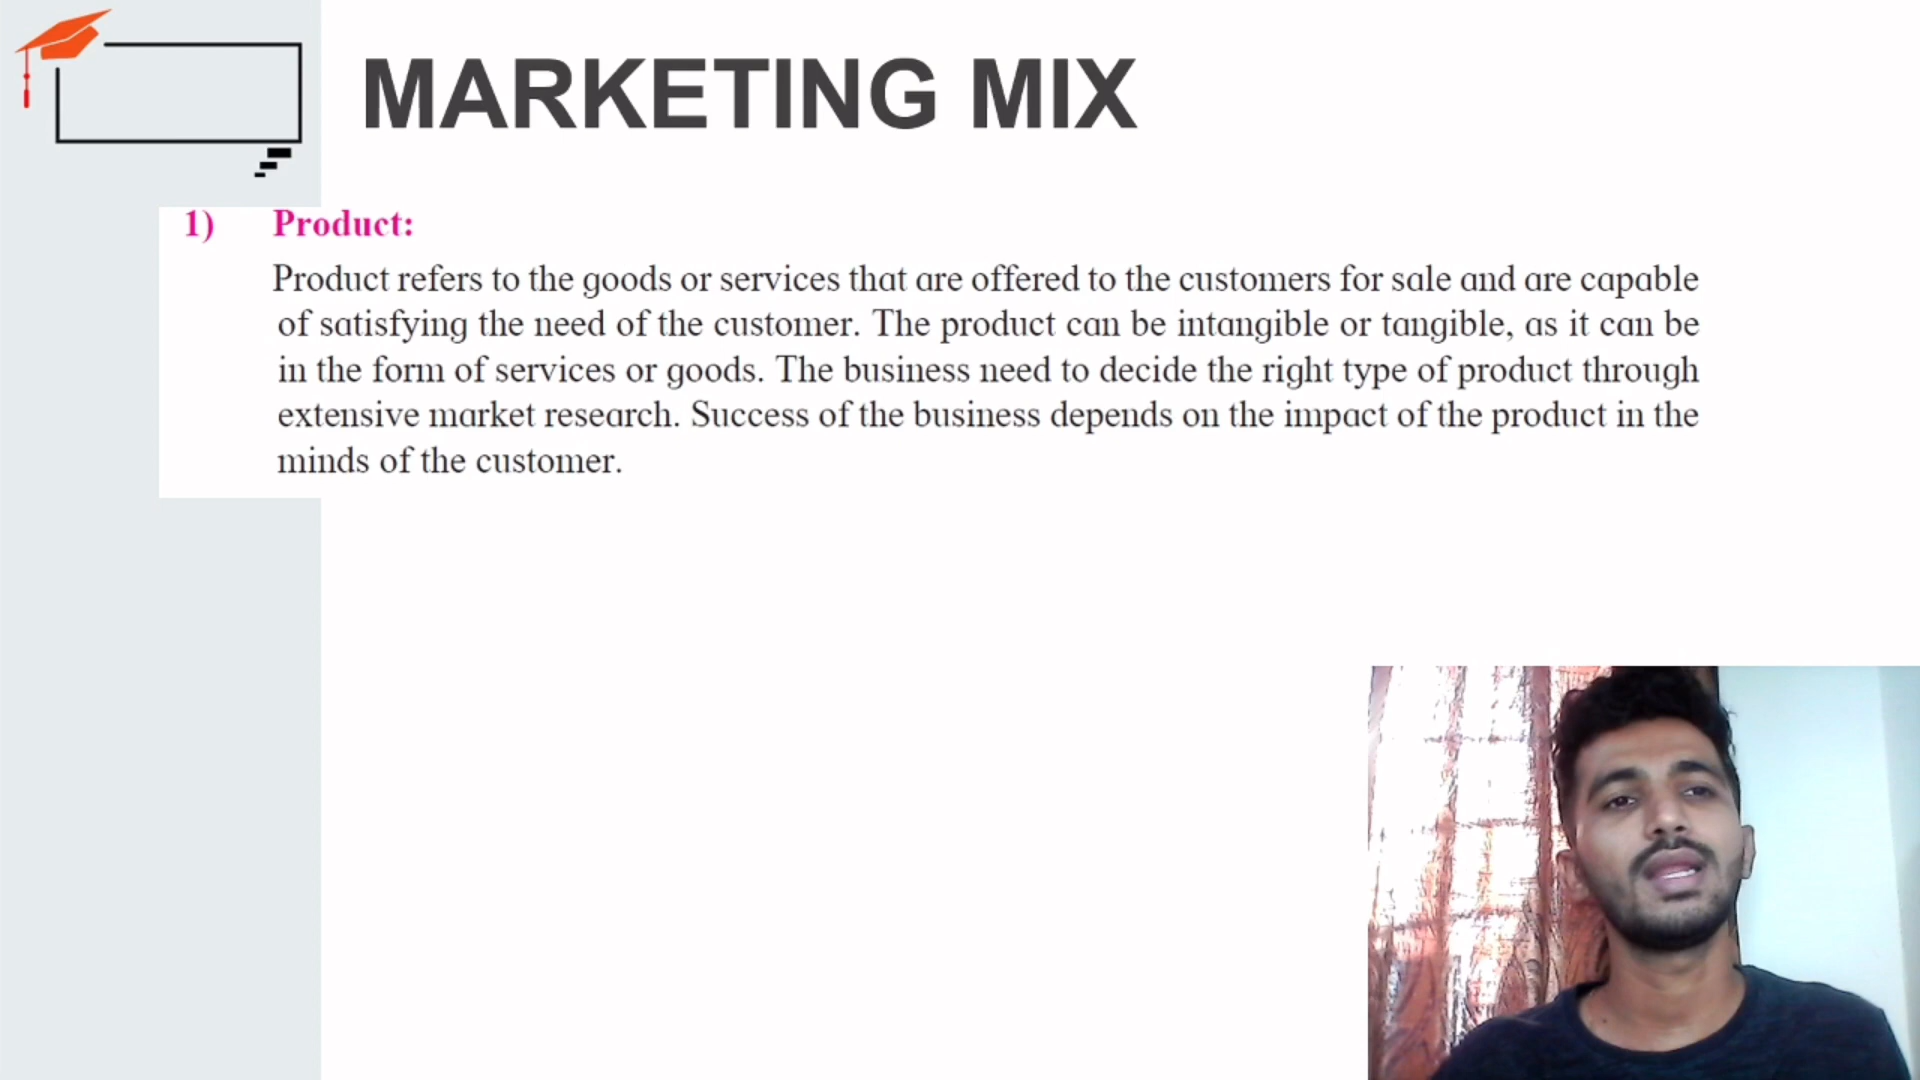 MARKETING MIX
1) Product:
Product refers to the goods or services that are offered to the customers for sale and are capable
of satisfying the need of the customer. The product can be intangible or tangible, as it can be
in the form of services or goods. The business need to decide the right type of product through
extensive market research. Success of the business depends on the impact of the product in the
minds of the customer.